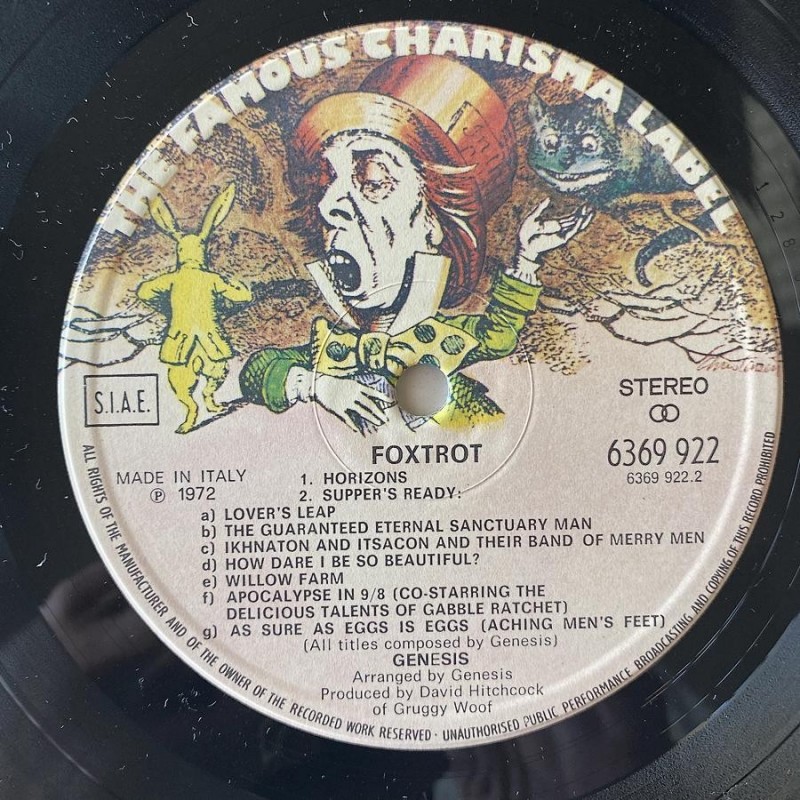 THE FAMOUS CHARISMA LABEL
S.I.A.E.
STEREO
FOXTROT
6369 922
6369 922.2
MADE IN ITALY
Ⓟ 1972
1. HORIZONS
2. SUPPER'S READY:
a) LOVER'S LEAP
b) THE GUARANTEED ETERNAL SANCTUARY MAN
c) IKHNATON AND ITSACON AND THEIR BAND OF MERRY MEN
d) HOW DARE I BE SO BEAUTIFUL?
e) WILLOW FARM
f) APOCALYPSE IN 9/8 (CO-STARRING THE
DELICIOUS TALENTS OF GABBLE RATCHET)
g) AS SURE AS EGGS IS EGGS (ACHING MEN'S FEET)
(All titles composed by Genesis)
GENESIS
Arranged by Genesis
Produced by David Hitchcock
of Gruggy Woof
ALL RIGHTS OF THE MANUFACTURER AND OF THE OWNER OF THE RECORDED WORK RESERVED · UNAUTHORISED PUBLIC PERFORMANCE BROADCASTING AND COPYING OF THIS RECORD PROHIBITED